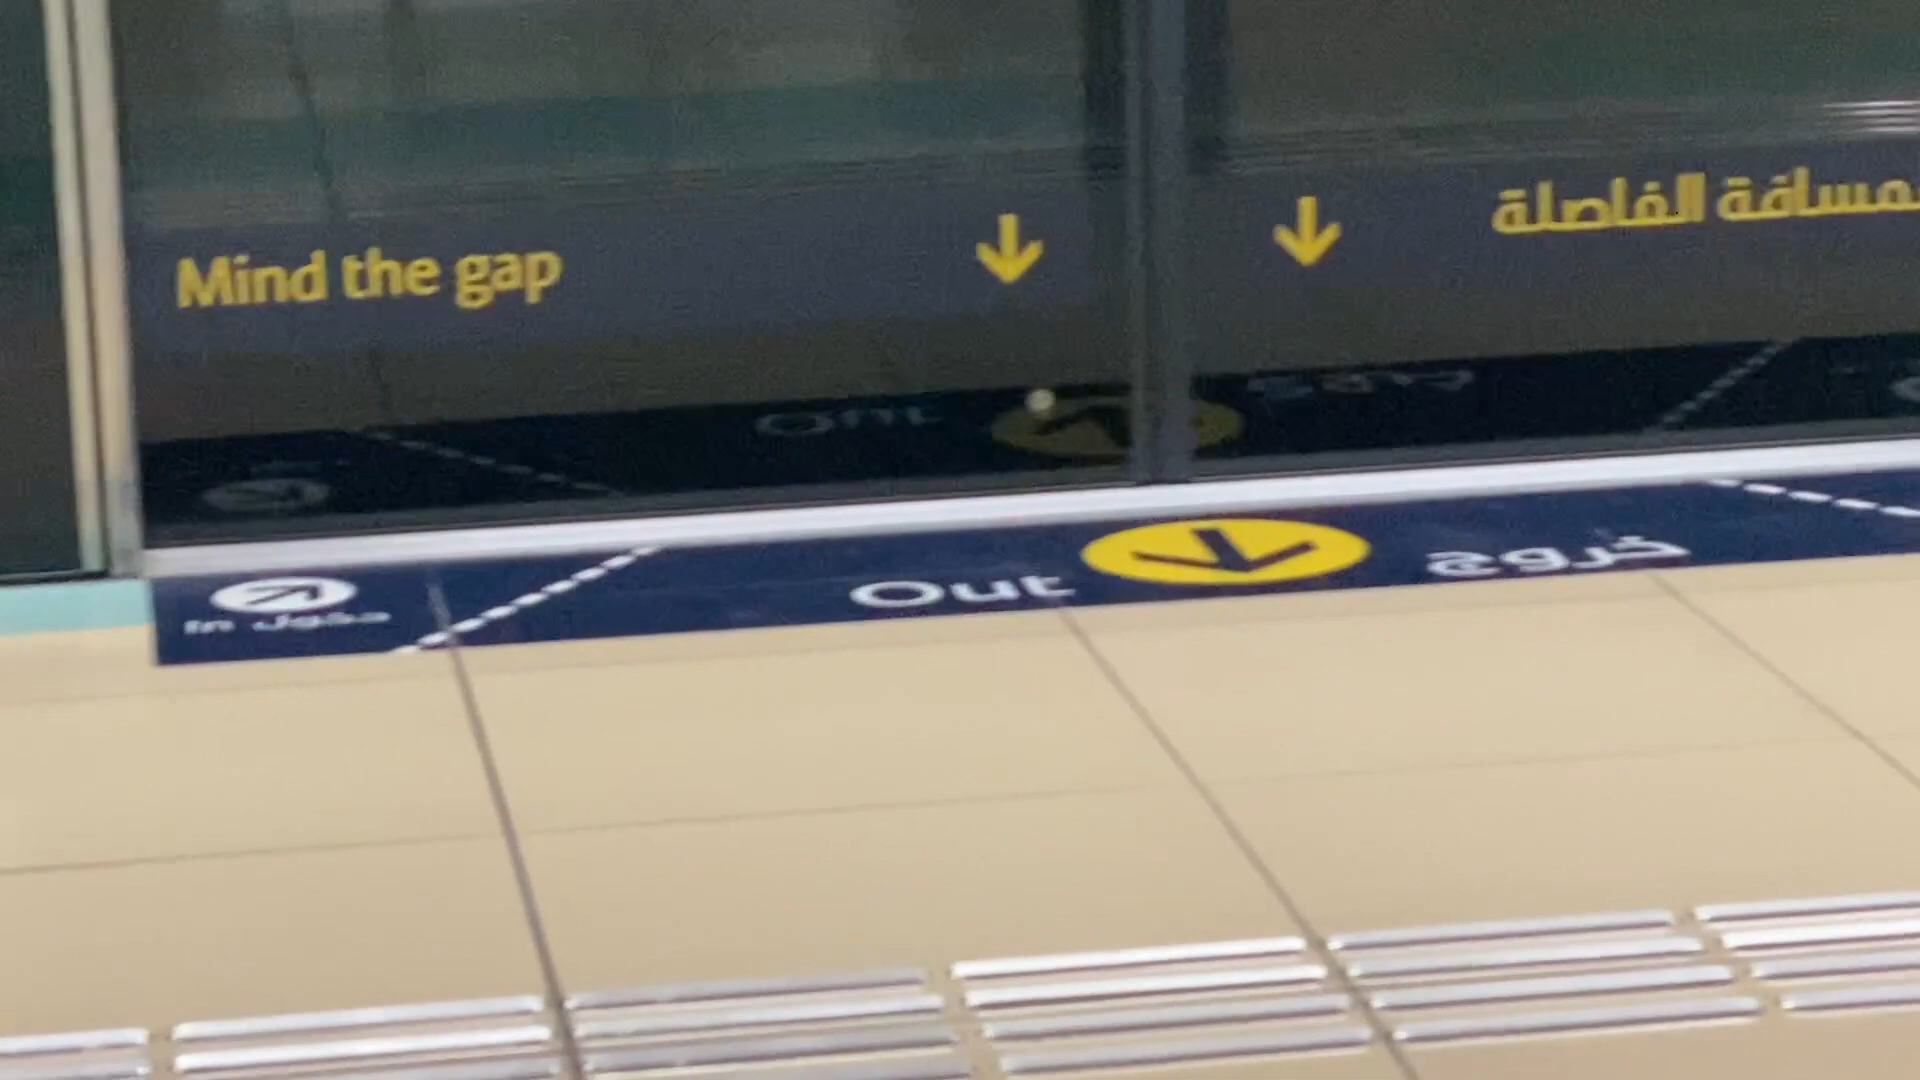 Mind the gap
المسافة الفاصلة
Out خروج
In دخول